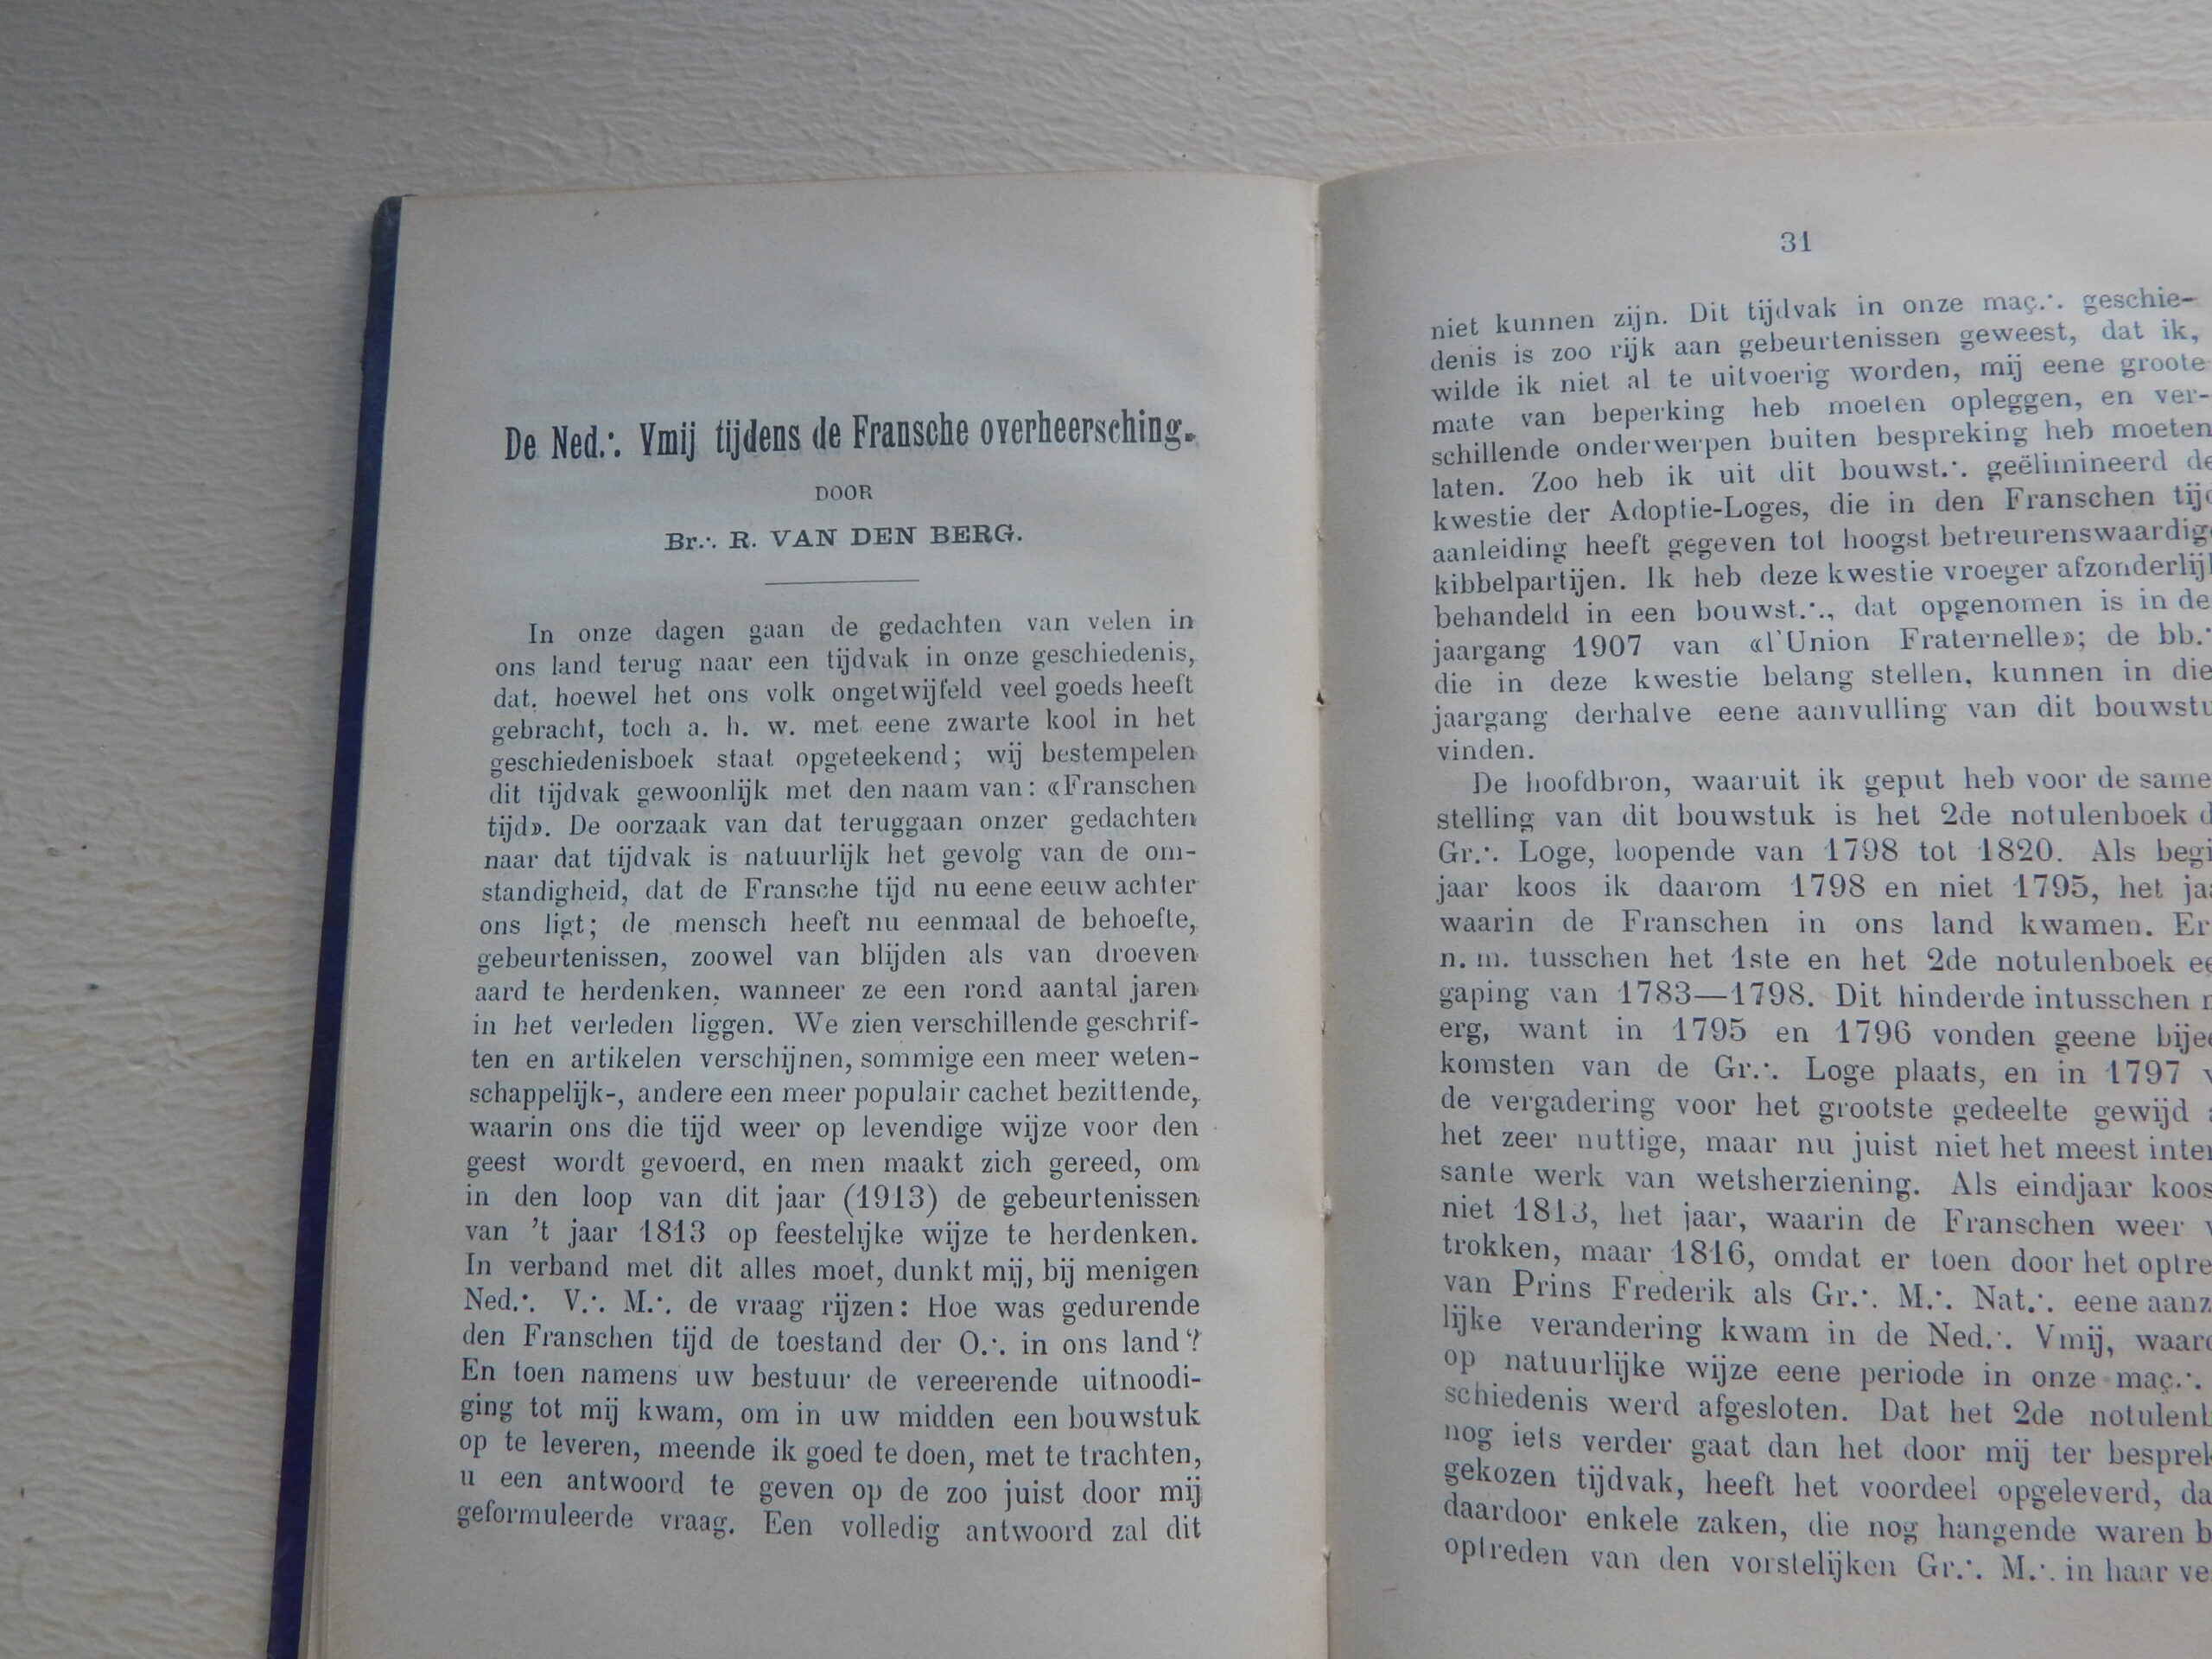 De Ned.·. Vmij tijdens de Fransche overheersching.
DOOR
Br.·. R. VAN DEN BERG.
In onze dagen gaan de gedachten van velen in
ons land terug naar een tijdvak in onze geschiedenis,
dat, hoewel het ons volk ongetwijfeld veel goeds heeft
gebracht, toch a. h. w. met eene zwarte kool in het
geschiedenisboek staat opgeteekend; wij bestempelen
dit tijdvak gewoonlijk met den naam van: «Franschen
tijd». De oorzaak van dat teruggaan onzer gedachten
naar dat tijdvak is natuurlijk het gevolg van de om-
standigheid, dat de Fransche tijd nu eene eeuw achter
ons ligt; de mensch heeft nu eenmaal de behoefte,
gebeurtenissen, zoowel van blijden als van droeven
aard te herdenken, wanneer ze een rond aantal jaren
in het verleden liggen. We zien verschillende geschrif-
ten en artikelen verschijnen, sommige een meer weten-
schappelijk-, andere een meer populair cachet bezittende,
waarin ons die tijd weer op levendige wijze voor den
geest wordt gevoerd, en men maakt zich gereed, om
in den loop van dit jaar (1913) de gebeurtenissen
van 't jaar 1813 op feestelijke wijze te herdenken.
In verband met dit alles moet, dunkt mij, bij menigen
Ned.·. V.·. M.·. de vraag rijzen: Hoe was gedurende
den Franschen tijd de toestand der O.·. in ons land?
En toen namens uw bestuur de vereerende uitnoodi-
ging tot mij kwam, om in uw midden een bouwstuk
op te leveren, meende ik goed te doen, met te trachten,
u een antwoord te geven op de zoo juist door mij
geformuleerde vraag. Een volledig antwoord zal dit
31
niet kunnen zijn. Dit tijdvak in onze maç.·. geschie-
denis is zoo rijk aan gebeurtenissen geweest, dat ik,
wilde ik niet al te uitvoerig worden, mij eene groote
mate van beperking heb moeten opleggen, en ver-
schillende onderwerpen buiten bespreking heb moeten
laten. Zoo heb ik uit dit bouwst.·. geëlimineerd de
kwestie der Adoptie-Loges, die in den Franschen
aanleiding heeft gegeven tot hoogst betreurenswaardig
kibbelpartijen. Ik heb deze kwestie vroeger afzonderlij
behandeld in een bouwst.·., dat opgenomen is in de
jaargang 1907 van «l'Union Fraternelle»; de bb.·
die in deze kwestie belang stellen, kunnen in die
jaargang derhalve eene aanvulling van dit bouwstu
vinden.
De hoofdbron, waaruit ik geput heb voor de same
stelling van dit bouwstuk is het 2de notulenboek
Gr.·. Loge, loopende van 1798 tot 1820. Als begi
jaar koos ik daarom 1798 en niet 1795, het ja
waarin de Franschen in ons land kwamen. Er
n. m. tusschen het 1ste en het 2de notulenboek ee
gaping van 1783—1798. Dit hinderde intusschen
erg, want in 1795 en 1796 vonden geene bijee
komsten van de Gr.·. Loge plaats, en in 1797
de vergadering voor het grootste gedeelte gewijd
het zeer nuttige, maar nu juist niet het meest inter
sante werk van wetsherziening. Als eindjaar koos
niet 1813, het jaar, waarin de Franschen weer
trokken, maar 1816, omdat er toen door het optre
van Prins Frederik als Gr.·. M.·. Nat.·. eene aanz
lijke verandering kwam in de Ned.·. Vmij, waard
op natuurlijke wijze eene periode in onze maç.·.
schiedenis werd afgesloten. Dat het 2de notulenb
nog iets verder gaat dan het door mij ter besprek
gekozen tijdvak, heeft het voordeel opgeleverd, da
daardoor enkele zaken, die nog hangende waren b
optreden van den vorstelijken Gr.·. M.·. in haar ve